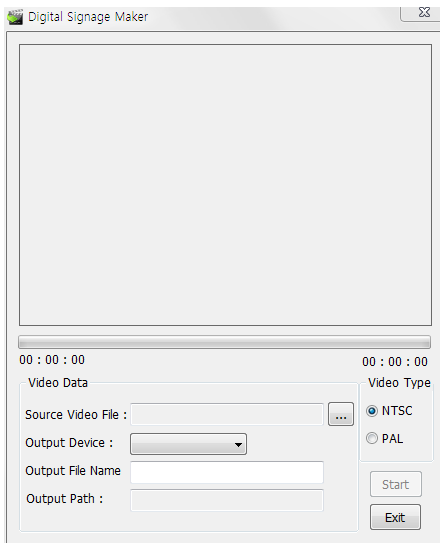 Digital Signage Maker
00 : 00 : 00
00 : 00 : 00
Video Data
Source Video File :
...
Output Device :
Output File Name
Output Path :
Video Type
NTSC
PAL
Start
Exit